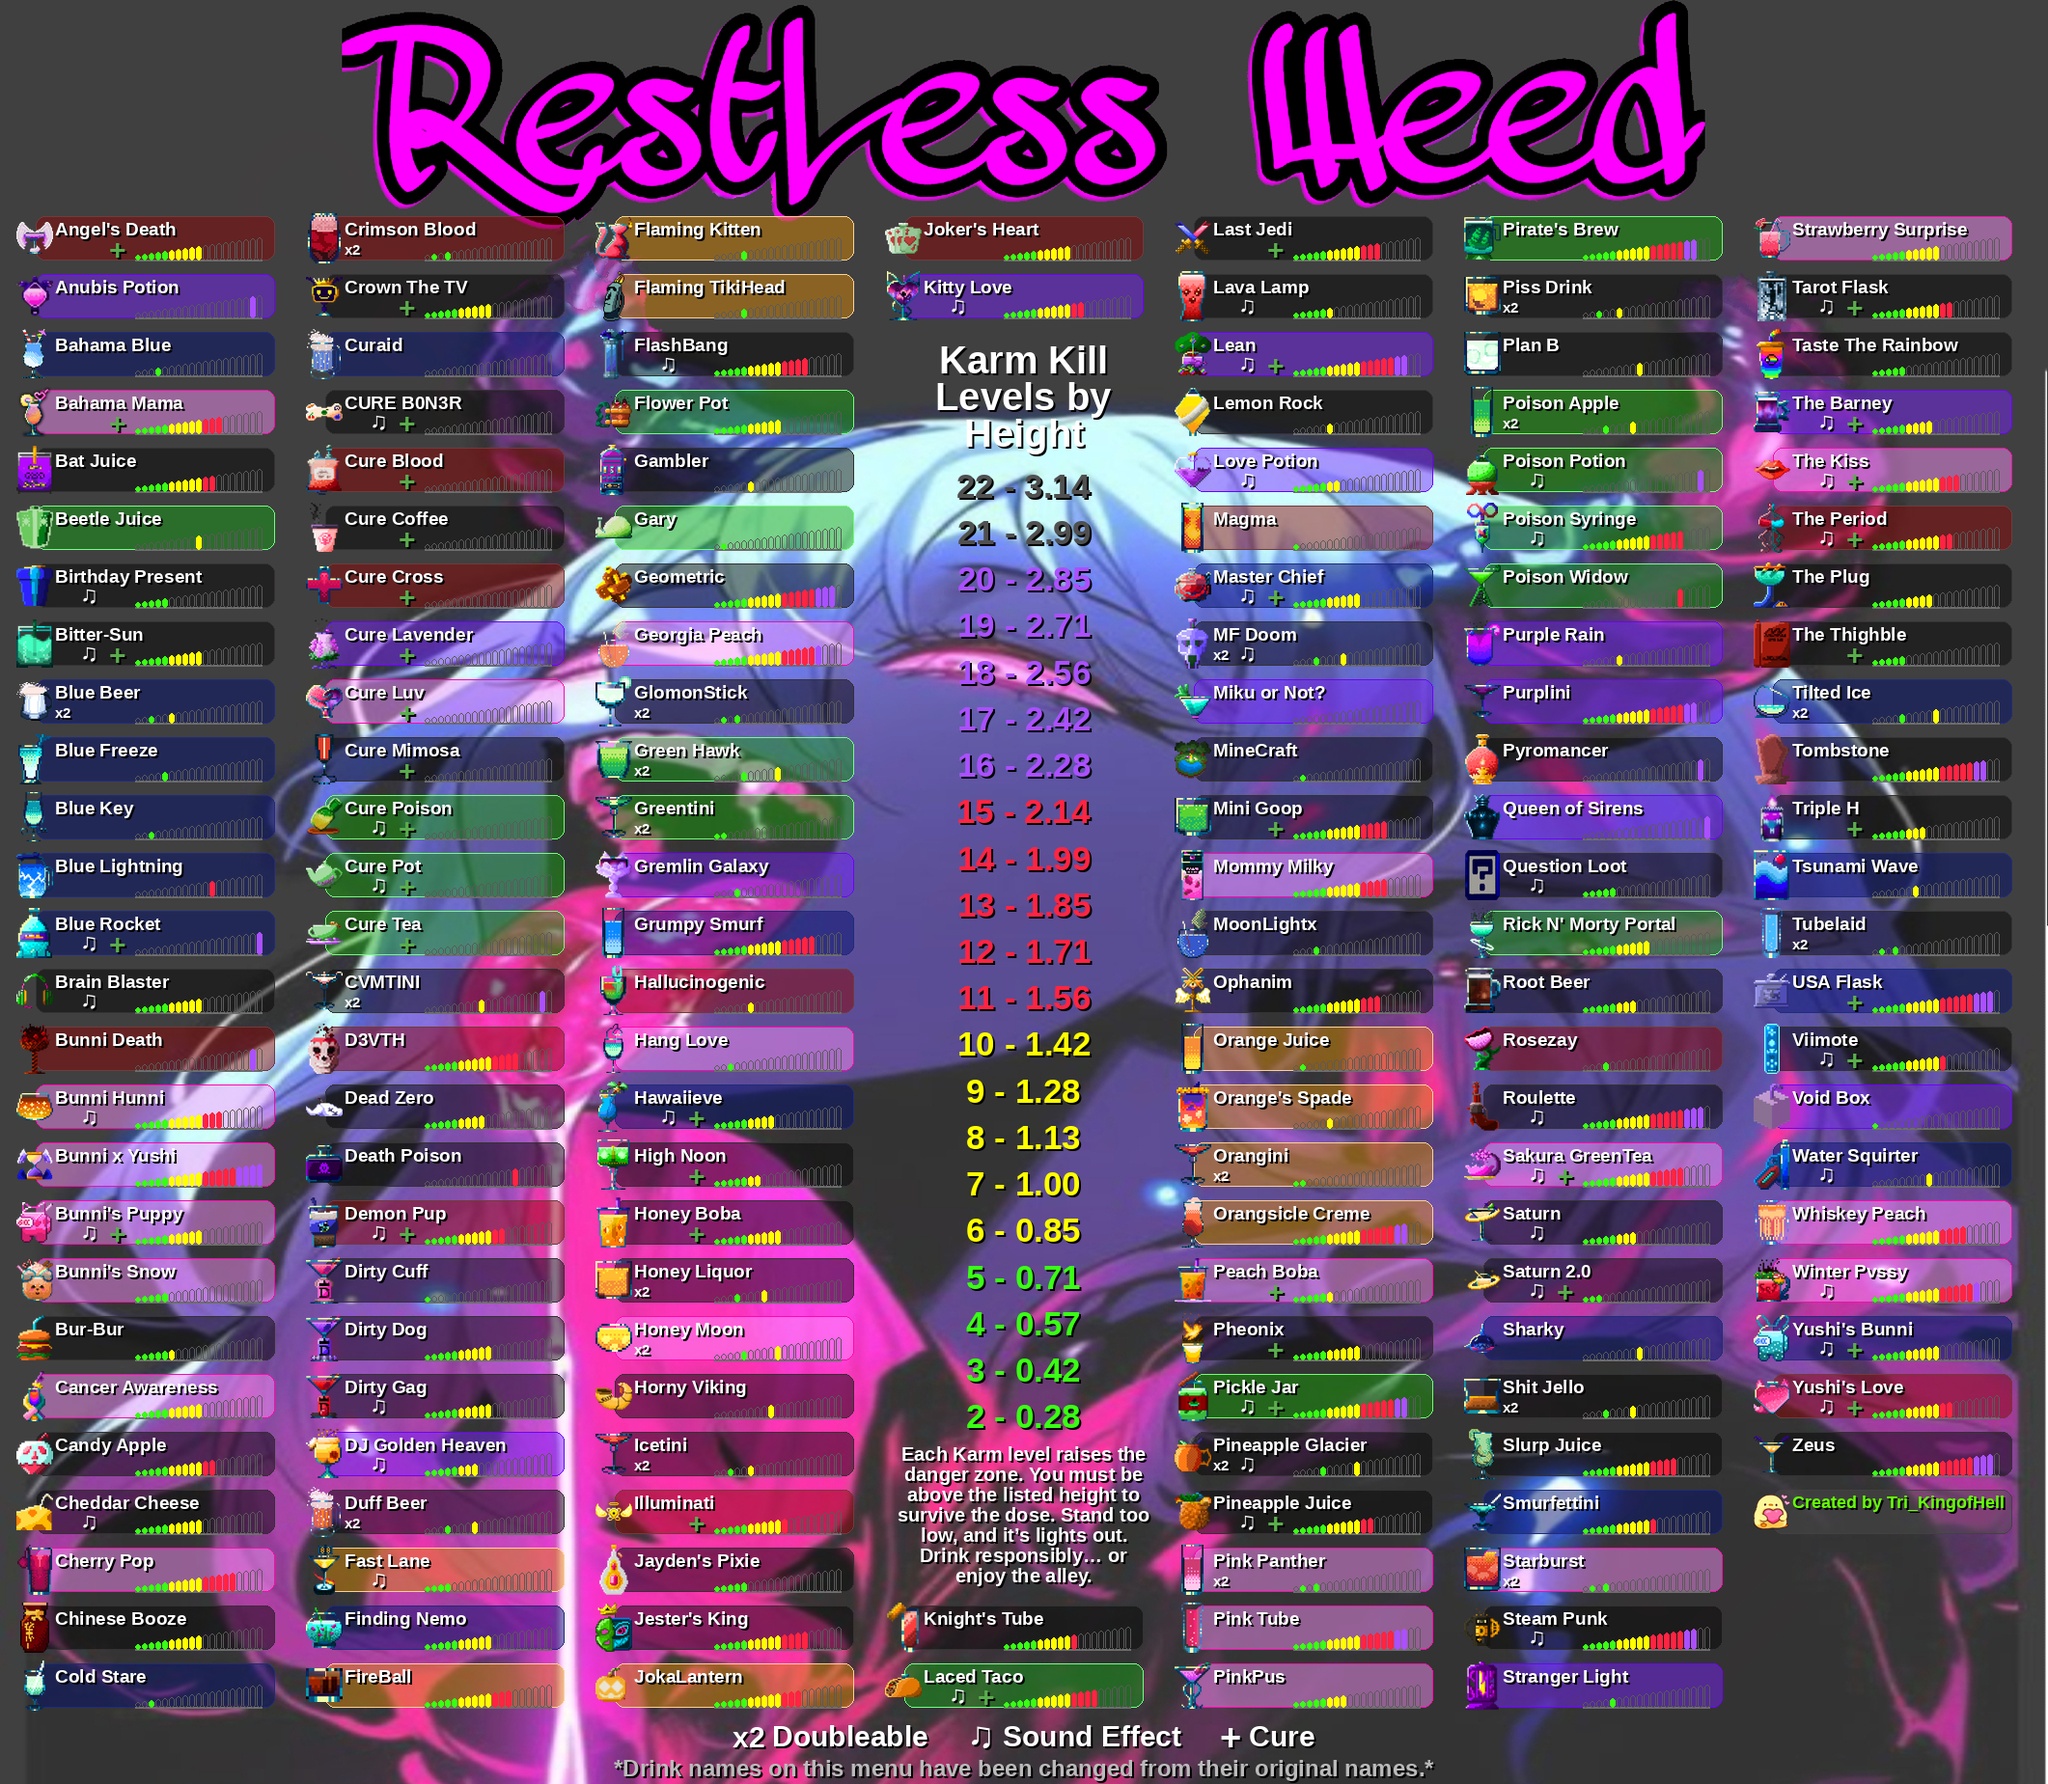 Restless Weed
Angel's Death
+
Anubis Potion
Bahama Blue
Bahama Mama
+
Bat Juice
Beetle Juice
Birthday Present
♫
Bitter-Sun
♫ +
Blue Beer
x2
Blue Freeze
Blue Key
Blue Lightning
Blue Rocket
♫ +
Brain Blaster
♫
Bunni Death
Bunni Hunni
♫
Bunni x Yushi
Bunni's Puppy
♫ +
Bunni's Snow
Bur-Bur
Cancer Awareness
Candy Apple
Cheddar Cheese
♫
Cherry Pop
Chinese Booze
Cold Stare
Crimson Blood
x2
Crown The TV
+
Curaid
CURE B0N3R
♫ +
Cure Blood
+
Cure Coffee
+
Cure Cross
+
Cure Lavender
+
Cure Luv
+
Cure Mimosa
+
Cure Poison
♫ +
Cure Pot
♫ +
Cure Tea
+
CVMTINI
x2
D3VTH
Dead Zero
Death Poison
Demon Pup
♫ +
Dirty Cuff
Dirty Dog
Dirty Gag
♫
DJ Golden Heaven
♫
Duff Beer
x2
Fast Lane
♫
Finding Nemo
FireBall
Flaming Kitten
Flaming TikiHead
FlashBang
♫
Flower Pot
Gambler
Gary
Geometric
Georgia Peach
GlomonStick
x2
Green Hawk
x2
Greentini
x2
Gremlin Galaxy
Grumpy Smurf
Hallucinogenic
Hang Love
Hawaiieve
♫ +
High Noon
+
Honey Boba
+
Honey Liquor
x2
Honey Moon
x2
Horny Viking
Icetini
x2
Illuminati
+
Jayden's Pixie
Jester's King
JokaLantern
Joker's Heart
Kitty Love
♫
Karm Kill
Levels by
Height
22 - 3.14
21 - 2.99
20 - 2.85
19 - 2.71
18 - 2.56
17 - 2.42
16 - 2.28
15 - 2.14
14 - 1.99
13 - 1.85
12 - 1.71
11 - 1.56
10 - 1.42
9 - 1.28
8 - 1.13
7 - 1.00
6 - 0.85
5 - 0.71
4 - 0.57
3 - 0.42
2 - 0.28
Each Karm level raises the
danger zone. You must be
above the listed height to
survive the dose. Stand too
low, and it's lights out.
Drink responsibly... or
enjoy the alley.
Knight's Tube
Laced Taco
♫ +
Last Jedi
+
Lava Lamp
♫
Lean
♫ +
Lemon Rock
Love Potion
♫
Magma
Master Chief
♫ +
MF Doom
x2 ♫
Miku or Not?
MineCraft
Mini Goop
+
Mommy Milky
MoonLightx
Ophanim
Orange Juice
Orange's Spade
Orangini
x2
Orangsicle Creme
Peach Boba
+
Pheonix
+
Pickle Jar
♫ +
Pineapple Glacier
x2 ♫
Pineapple Juice
♫ +
Pink Panther
x2
Pink Tube
PinkPus
Pirate's Brew
Piss Drink
x2
Plan B
Poison Apple
x2
Poison Potion
♫
Poison Syringe
♫
Poison Widow
Purple Rain
Purplini
Pyromancer
Queen of Sirens
Question Loot
♫
Rick N' Morty Portal
Root Beer
Rosezay
Roulette
♫
Sakura GreenTea
♫ +
Saturn
♫
Saturn 2.0
♫ +
Sharky
Shit Jello
x2
Slurp Juice
Smurfettini
Starburst
x2
Steam Punk
♫
Stranger Light
Strawberry Surprise
Tarot Flask
♫ +
Taste The Rainbow
The Barney
♫ +
The Kiss
♫ +
The Period
♫ +
The Plug
The Thighble
+
Tilted Ice
x2
Tombstone
Triple H
+
Tsunami Wave
Tubelaid
x2
USA Flask
+
Viimote
♫ +
Void Box
Water Squirter
♫
Whiskey Peach
Winter Pvssy
♫
Yushi's Bunni
♫ +
Yushi's Love
♫ +
Zeus
Created by Tri_KingofHell
x2 Doubleable ♫ Sound Effect + Cure
*Drink names on this menu have been changed from their original names.*